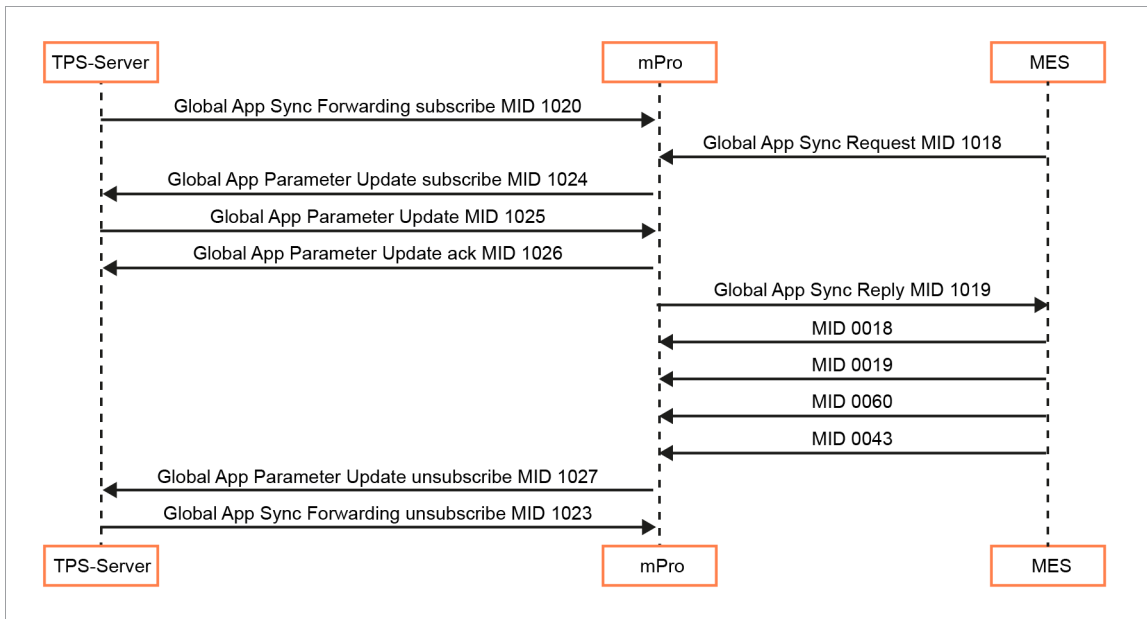 TPS-Server
mPro
MES
Global App Sync Forwarding subscribe MID 1020
Global App Sync Request MID 1018
Global App Parameter Update subscribe MID 1024
Global App Parameter Update MID 1025
Global App Parameter Update ack MID 1026
Global App Sync Reply MID 1019
MID 0018
MID 0019
MID 0060
MID 0043
Global App Parameter Update unsubscribe MID 1027
Global App Sync Forwarding unsubscribe MID 1023
TPS-Server
mPro
MES